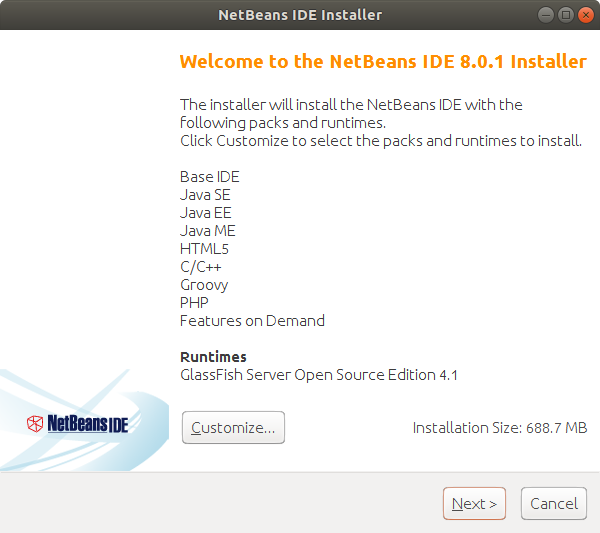 NetBeans IDE Installer
Welcome to the NetBeans IDE 8.0.1 Installer
The installer will install the NetBeans IDE with the
following packs and runtimes.
Click Customize to select the packs and runtimes to install.
Base IDE
Java SE
Java EE
Java ME
HTML5
C/C++
Groovy
PHP
Features on Demand
Runtimes
GlassFish Server Open Source Edition 4.1
NetBeans IDE
Customize...
Installation Size: 688.7 MB
Next >
Cancel